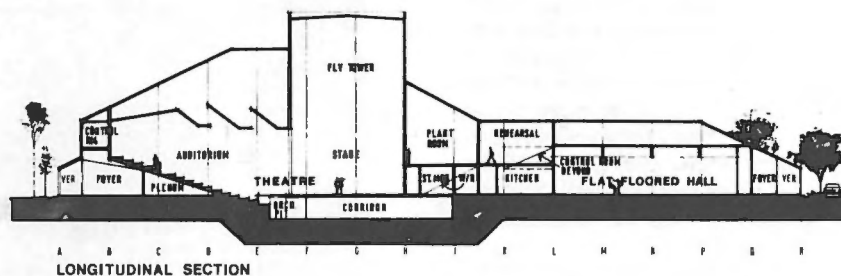 FLY TOWER
CONTROL
RM
AUDITORIUM
STAGE
PLANT
ROOM
REHEARSAL
CONTROL ROOM
BEYOND
VER
FOYER
PLENUM
THEATRE
ST. MGR
KITCHEN
FLAT FLOORED HALL
FOYER
VER
ORCH.
PIT
CORRIDOR
A B C D E F G H L M N P Q R
LONGITUDINAL SECTION